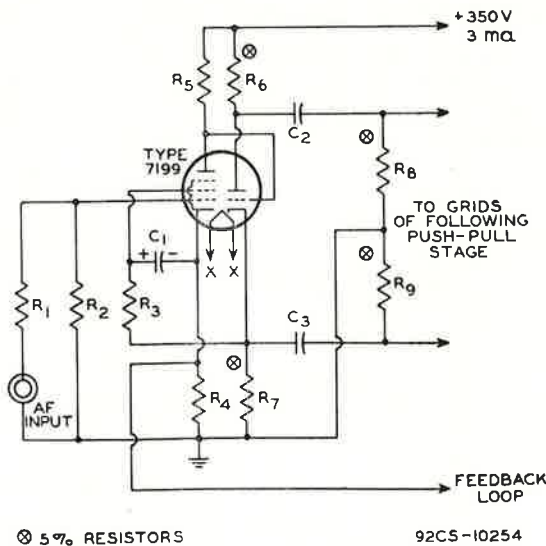 +350V
3 ma
R5
R6
C2
TYPE
7199
R8
TO GRIDS
OF FOLLOWING
PUSH-PULL
STAGE
+ C1 -
X X
R1
R2
R3
R9
C3
AF
INPUT
R4
R7
FEEDBACK
LOOP
⊗ 5% RESISTORS
92CS-10254